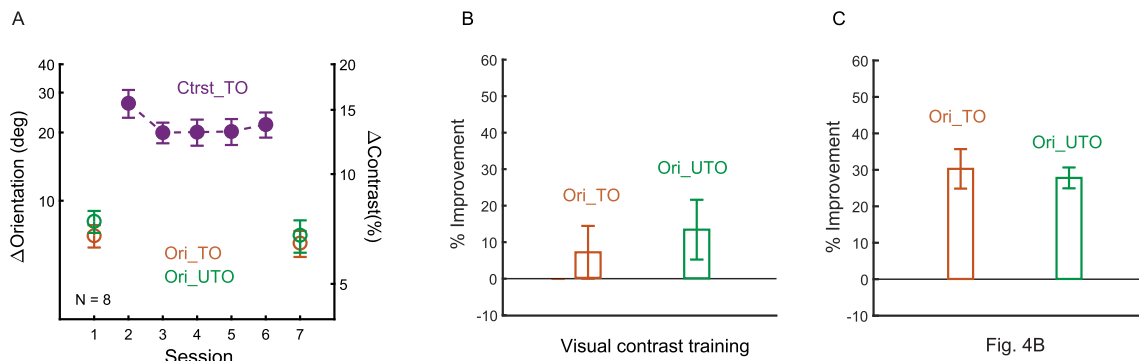 A
B
C
ΔOrientation (deg)
40
30
20
10
Ctrst_TO
Ori_TO
Ori_UTO
N = 8
1 2 3 4 5 6 7
Session
20
15
10
5
ΔContrast(%)
% Improvement
60
50
40
30
20
10
0
-10
Ori_TO
Ori_UTO
Visual contrast training
% Improvement
60
50
40
30
20
10
0
-10
Ori_TO
Ori_UTO
Fig. 4B